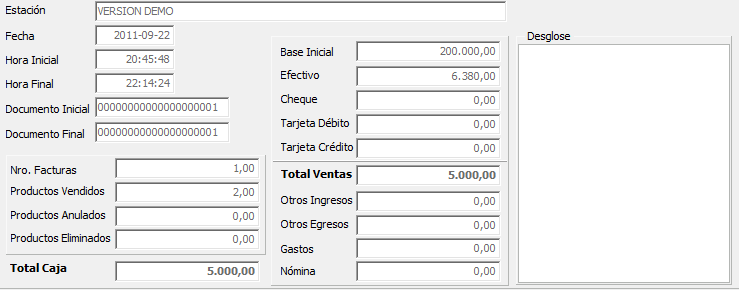 Estación VERSION DEMO
Fecha 2011-09-22
Hora Inicial 20:45:48
Hora Final 22:14:24
Documento Inicial 00000000000000000001
Documento Final 00000000000000000001
Nro. Facturas 1,00
Productos Vendidos 2,00
Productos Anulados 0,00
Productos Eliminados 0,00
Total Caja 5.000,00
Base Inicial 200.000,00
Efectivo 6.380,00
Cheque 0,00
Tarjeta Débito 0,00
Tarjeta Crédito 0,00
Total Ventas 5.000,00
Otros Ingresos 0,00
Otros Egresos 0,00
Gastos 0,00
Nómina 0,00
Desglose